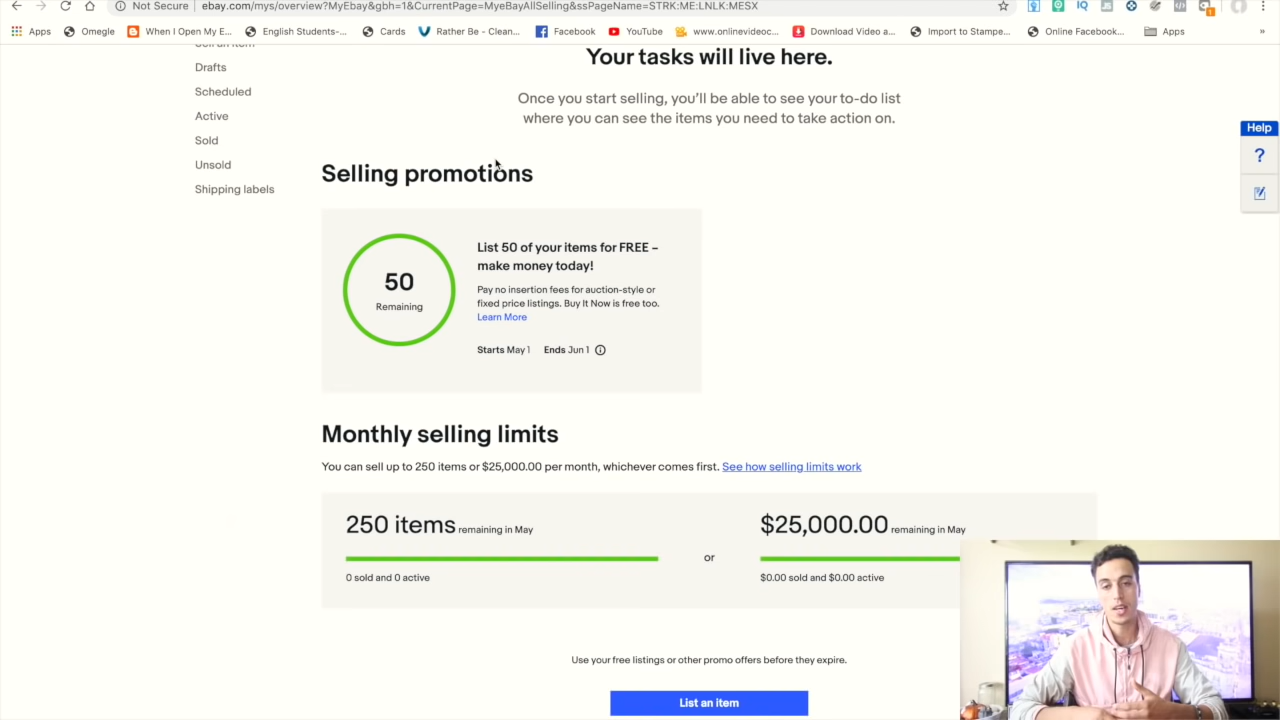 Not Secure ebay.com/mys/overview?MyEbay&gbh=1&CurrentPage=MyeBayAllSelling&ssPageName=STRK:ME:LNLK:MESX
Apps Omegle When I Open My E... English Students-... Cards Rather Be - Clean... Facebook YouTube www.onlinevideoc... Download Video a... Import to Stampe... Online Facebook... Apps »
Sell an item
Drafts
Scheduled
Active
Sold
Unsold
Shipping labels
Your tasks will live here.
Once you start selling, you'll be able to see your to-do list
where you can see the items you need to take action on.
Help
?
Selling promotions
50
Remaining
List 50 of your items for FREE –
make money today!
Pay no insertion fees for auction-style or
fixed price listings. Buy It Now is free too.
Learn More
Starts May 1 Ends Jun 1
Monthly selling limits
You can sell up to 250 items or $25,000.00 per month, whichever comes first. See how selling limits work
250 items remaining in May
0 sold and 0 active
or
$25,000.00 remaining in May
$0.00 sold and $0.00 active
Use your free listings or other promo offers before they expire.
List an item